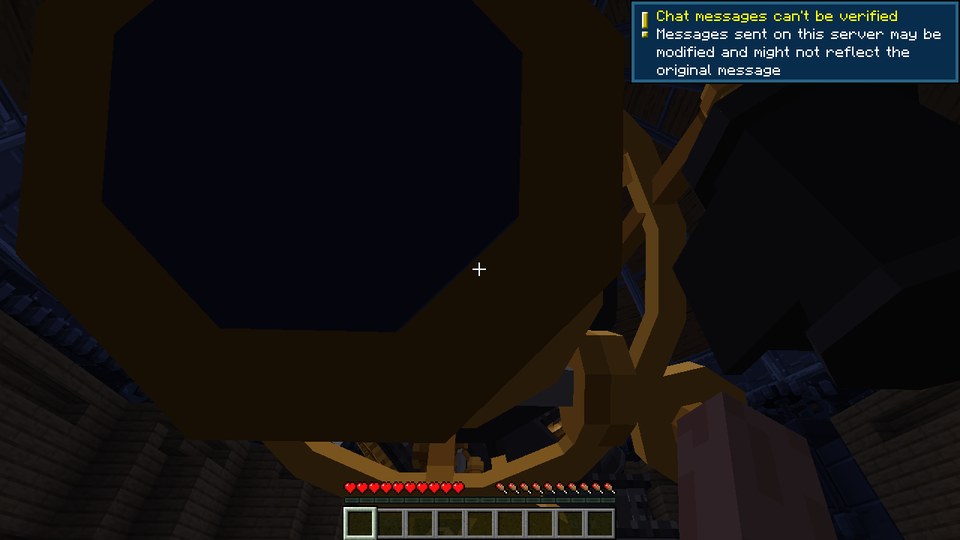 Chat messages can't be verified
Messages sent on this server may be
modified and might not reflect the
original message